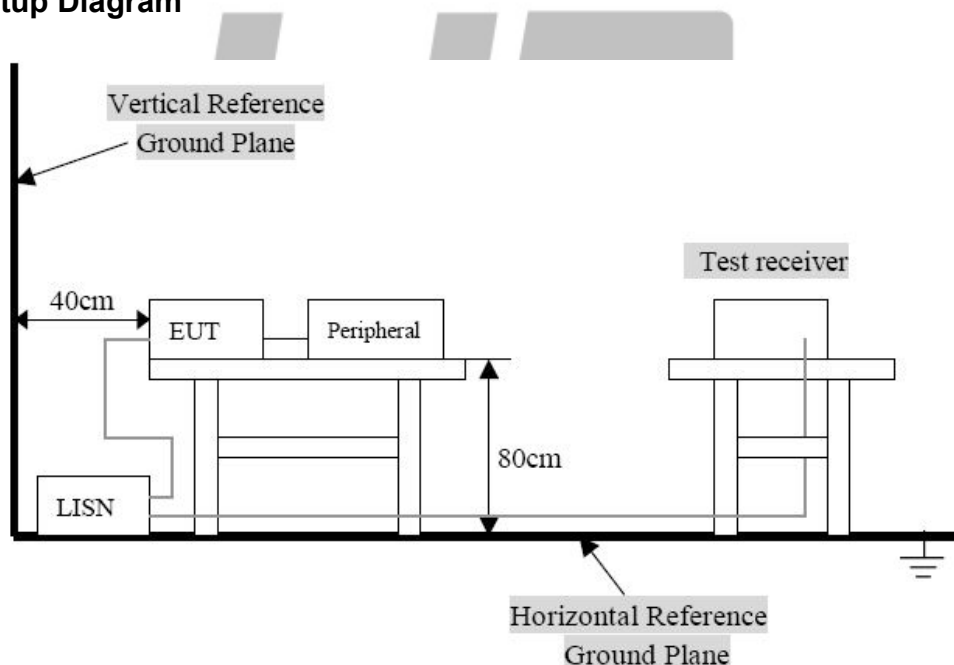 tup Diagram
Vertical Reference
Ground Plane
Test receiver
40cm
EUT
Peripheral
80cm
LISN
Horizontal Reference
Ground Plane